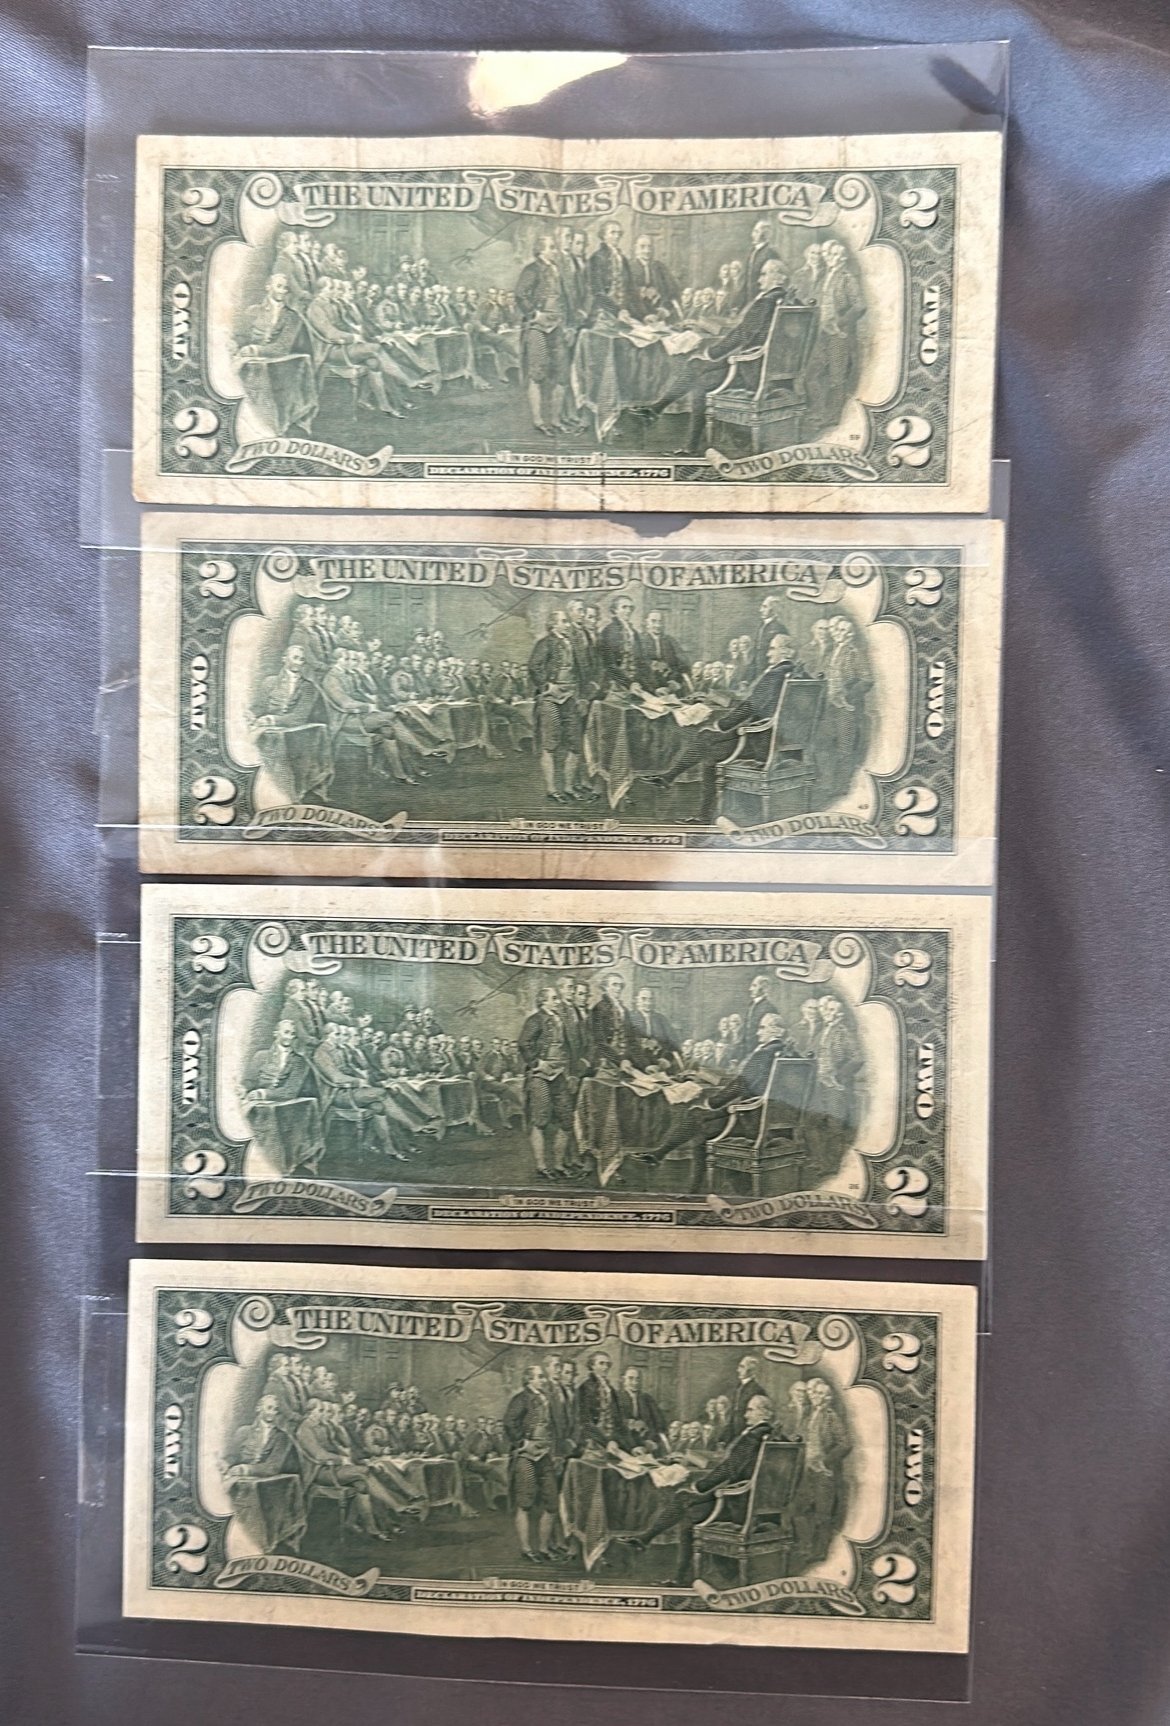 2 THE UNITED STATES OF AMERICA 2
TWO TWO
59
2 TWO DOLLARS IN GOD WE TRUST TWO DOLLARS 2
DECLARATION OF INDEPENDENCE, 1776
2 THE UNITED STATES OF AMERICA 2
TWO TWO
49
2 TWO DOLLARS IN GOD WE TRUST TWO DOLLARS 2
DECLARATION OF INDEPENDENCE, 1776
2 THE UNITED STATES OF AMERICA 2
TWO TWO
2 TWO DOLLARS IN GOD WE TRUST TWO DOLLARS 2
DECLARATION OF INDEPENDENCE, 1776
2 THE UNITED STATES OF AMERICA 2
TWO TWO
2 TWO DOLLARS IN GOD WE TRUST TWO DOLLARS 2
DECLARATION OF INDEPENDENCE, 1776